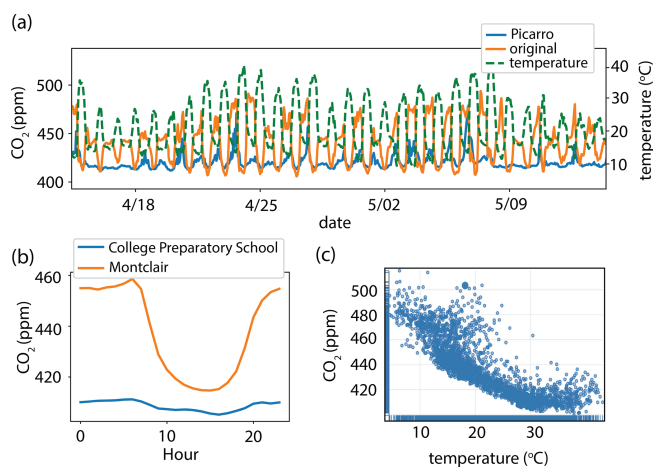 (a)
Picarro
original
temperature
CO2 (ppm)
500
450
400
40
30
20
10
temperature (oC)
4/18
4/25
5/02
5/09
date
(b)
College Preparatory School
Montclair
CO2 (ppm)
460
440
420
0
10
20
Hour
(c)
CO2 (ppm)
500
480
460
440
420
10
20
30
temperature (oC)